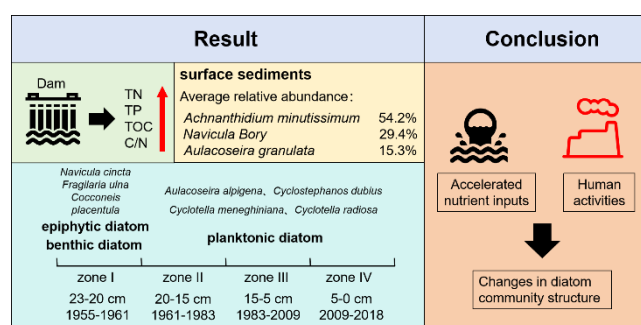 Result
Conclusion
Dam
TN
TP
TOC
C/N
surface sediments
Average relative abundance：
Achnanthidium minutissimum 54.2%
Navicula Bory 29.4%
Aulacoseira granulata 15.3%
Navicula cincta
Fragilaria ulna
Cocconeis
placentula
epiphytic diatom
benthic diatom
Aulacoseira alpigena、Cyclostephanos dubius
Cyclotella meneghiniana、Cyclotella radiosa
planktonic diatom
zone I zone II zone III zone IV
23-20 cm 20-15 cm 15-5 cm 5-0 cm
1955-1961 1961-1983 1983-2009 2009-2018
Accelerated
nutrient inputs
Human
activities
Changes in diatom
community structure